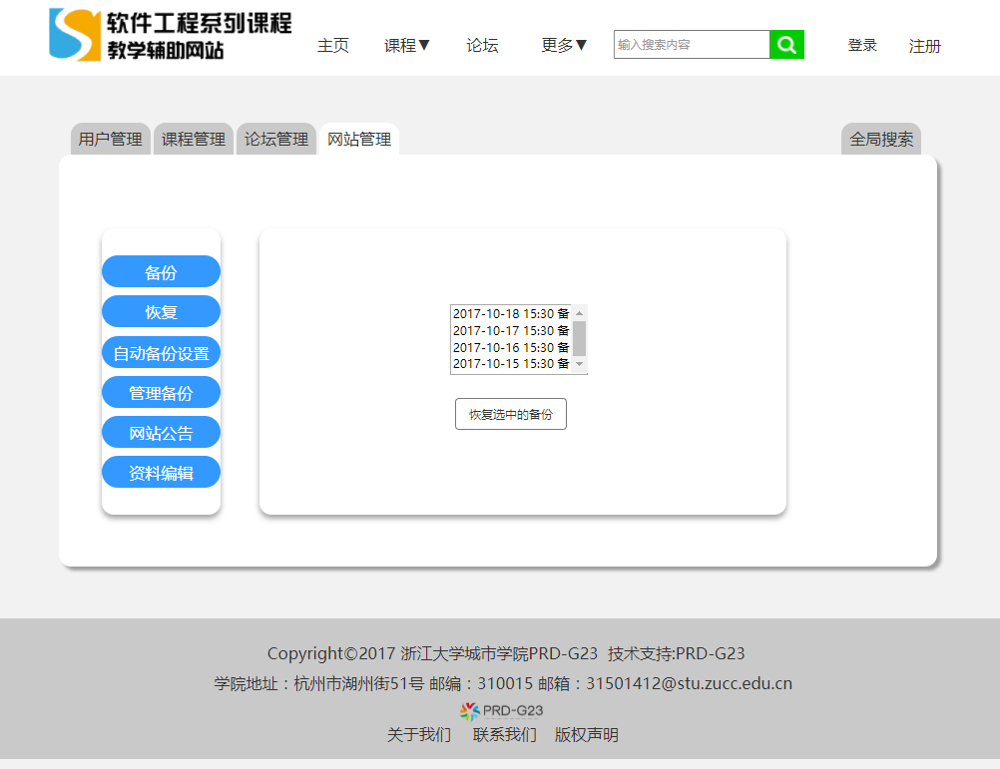 软件工程系列课程
教学辅助网站
主页 课程▼ 论坛 更多▼ 输入搜索内容 登录 注册
用户管理 课程管理 论坛管理 网站管理 全局搜索
备份
恢复
自动备份设置
管理备份
网站公告
资料编辑
2017-10-18 15:30 备
2017-10-17 15:30 备
2017-10-16 15:30 备
2017-10-15 15:30 备
恢复选中的备份
Copyright©2017 浙江大学城市学院PRD-G23 技术支持:PRD-G23
学院地址：杭州市湖州街51号 邮编：310015 邮箱：31501412@stu.zucc.edu.cn
PRD-G23
关于我们 联系我们 版权声明